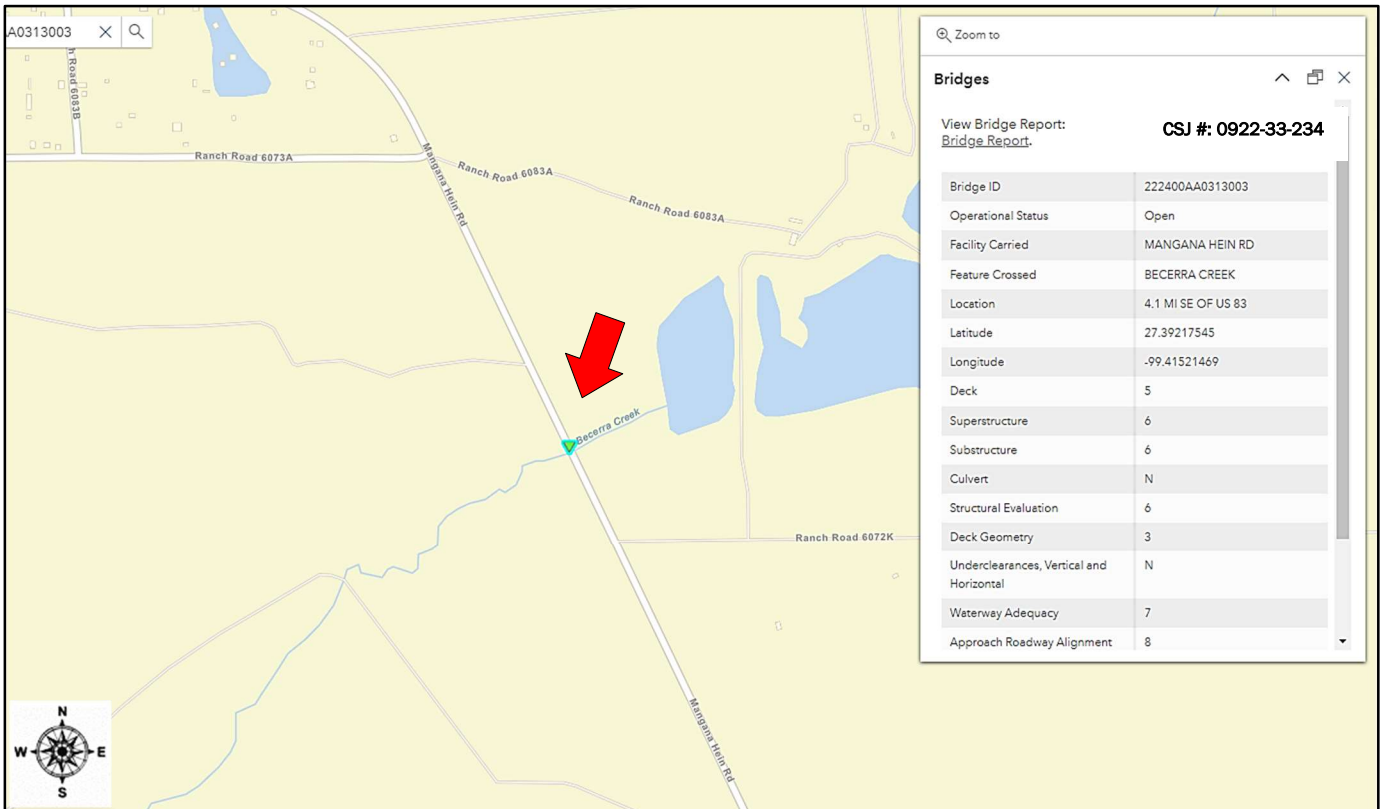 A0313003
Ranch Road 6083B
Ranch Road 6073A
Mangana Hein Rd
Ranch Road 6083A
Ranch Road 6083A
Becerra Creek
Ranch Road 6072K
Mangana Hein Rd
N
W E
S
Zoom to
Bridges
View Bridge Report:
Bridge Report.
CSJ #: 0922-33-234
Bridge ID 222400AA0313003
Operational Status Open
Facility Carried MANGANA HEIN RD
Feature Crossed BECERRA CREEK
Location 4.1 MI SE OF US 83
Latitude 27.39217545
Longitude -99.41521469
Deck 5
Superstructure 6
Substructure 6
Culvert N
Structural Evaluation 6
Deck Geometry 3
Underclearances, Vertical and N
Horizontal
Waterway Adequacy 7
Approach Roadway Alignment 8